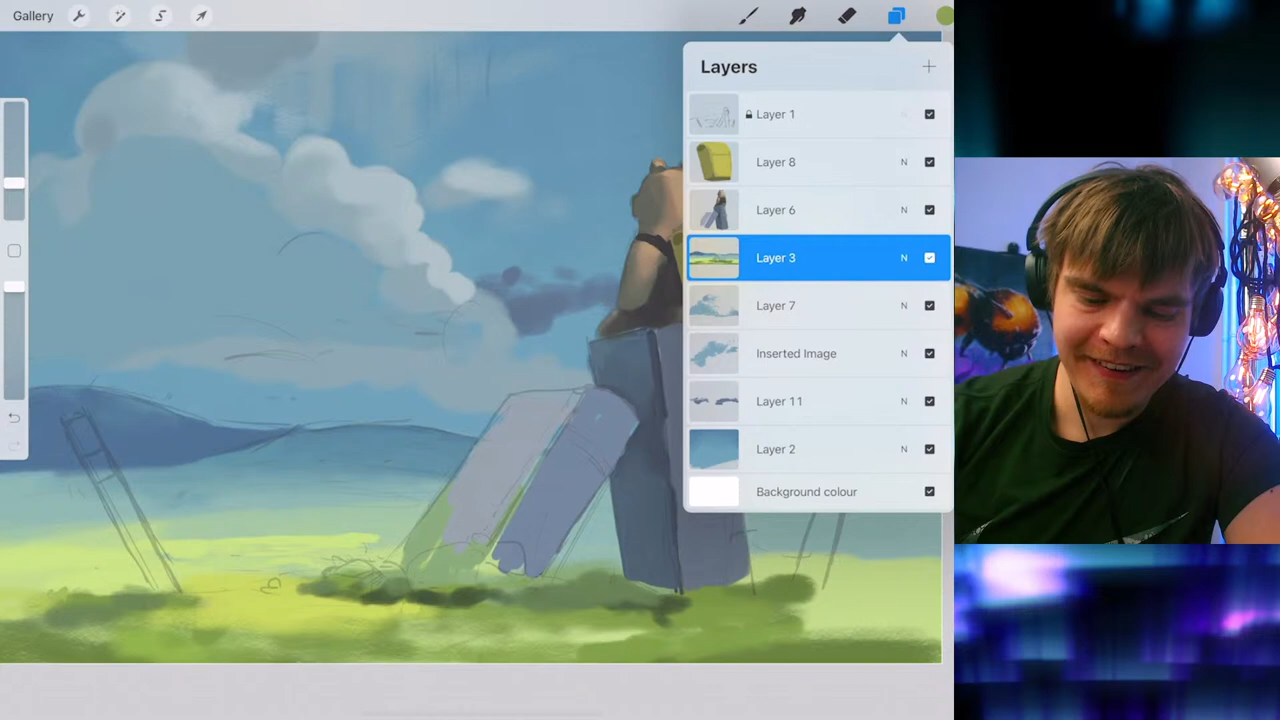 Gallery
Layers
Layer 1
Layer 8
N
Layer 6
N
Layer 3
N
Layer 7
N
Inserted Image
N
Layer 11
N
Layer 2
N
Background colour